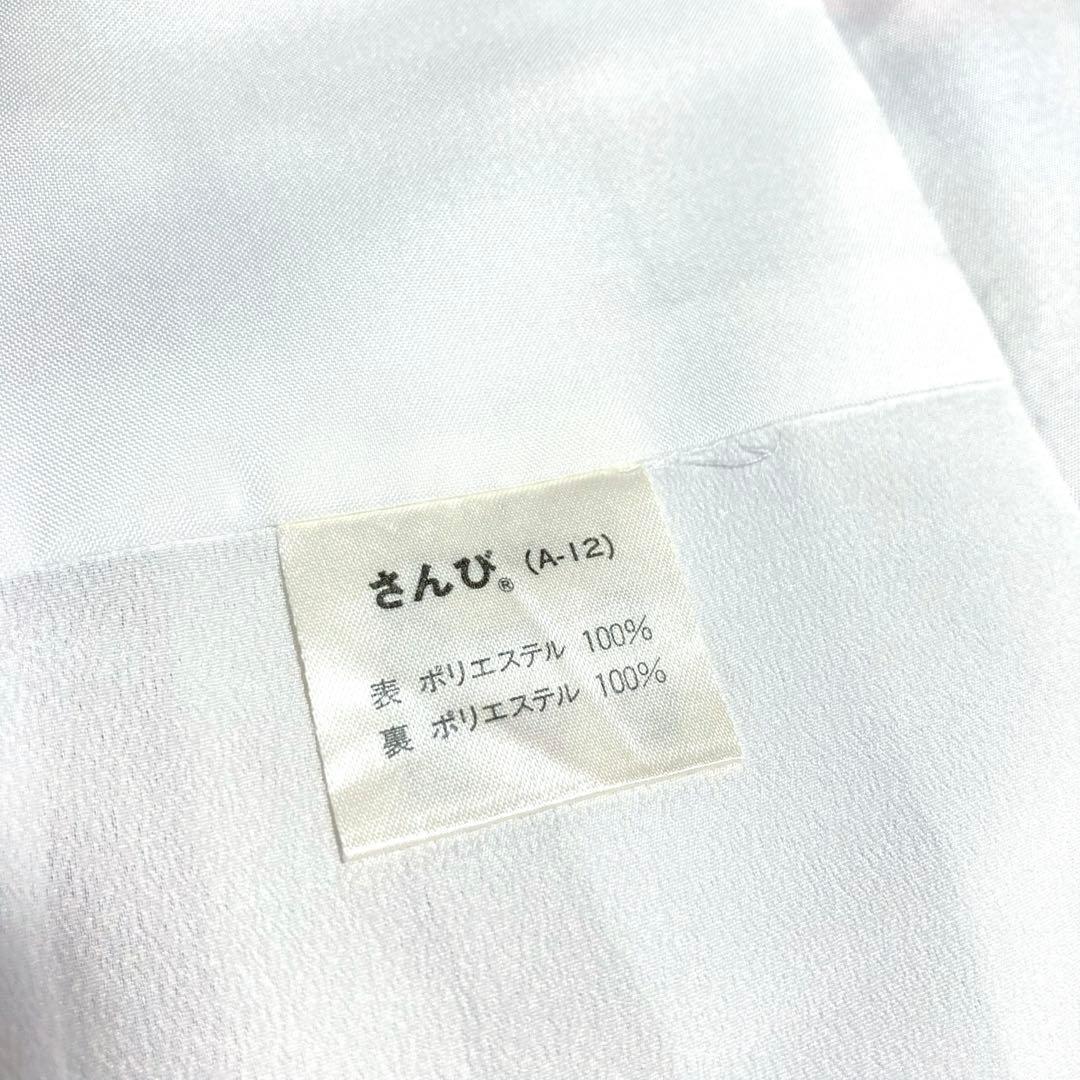 さんび® (A-12)
表 ポリエステル 100%
裏 ポリエステル 100%